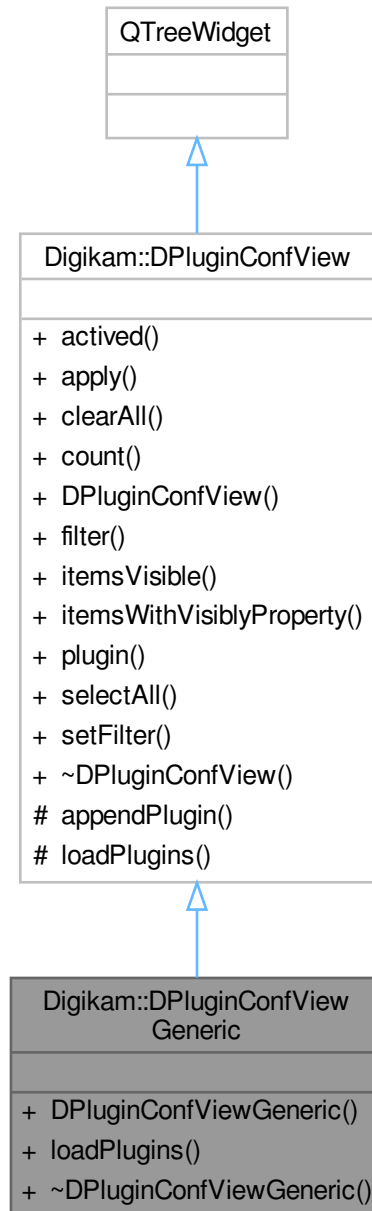 QTreeWidget
Digikam::DPluginConfView
+ actived()
+ apply()
+ clearAll()
+ count()
+ DPluginConfView()
+ filter()
+ itemsVisible()
+ itemsWithVisiblyProperty()
+ plugin()
+ selectAll()
+ setFilter()
+ ~DPluginConfView()
# appendPlugin()
# loadPlugins()
Digikam::DPluginConfView
Generic
+ DPluginConfViewGeneric()
+ loadPlugins()
+ ~DPluginConfViewGeneric()